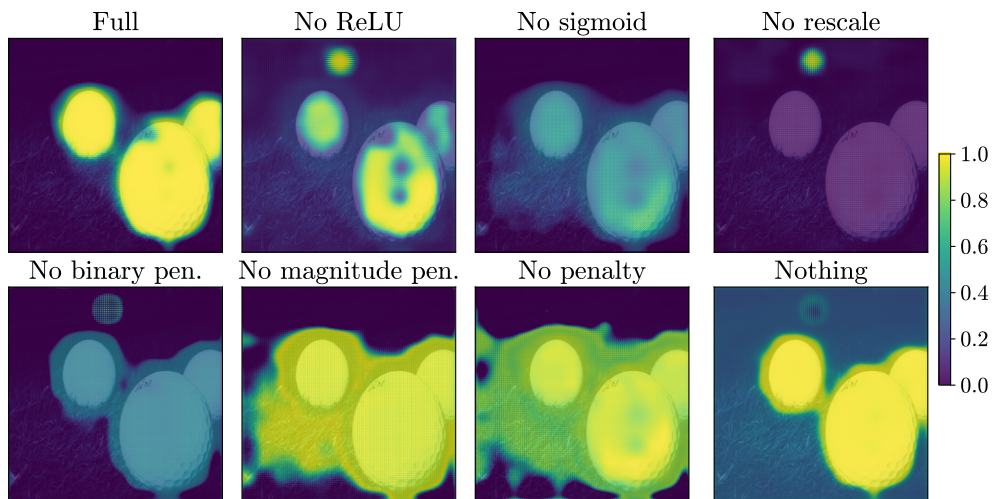 Full
No ReLU
No sigmoid
No rescale
1.0
0.8
0.6
0.4
0.2
0.0
No binary pen.
No magnitude pen.
No penalty
Nothing